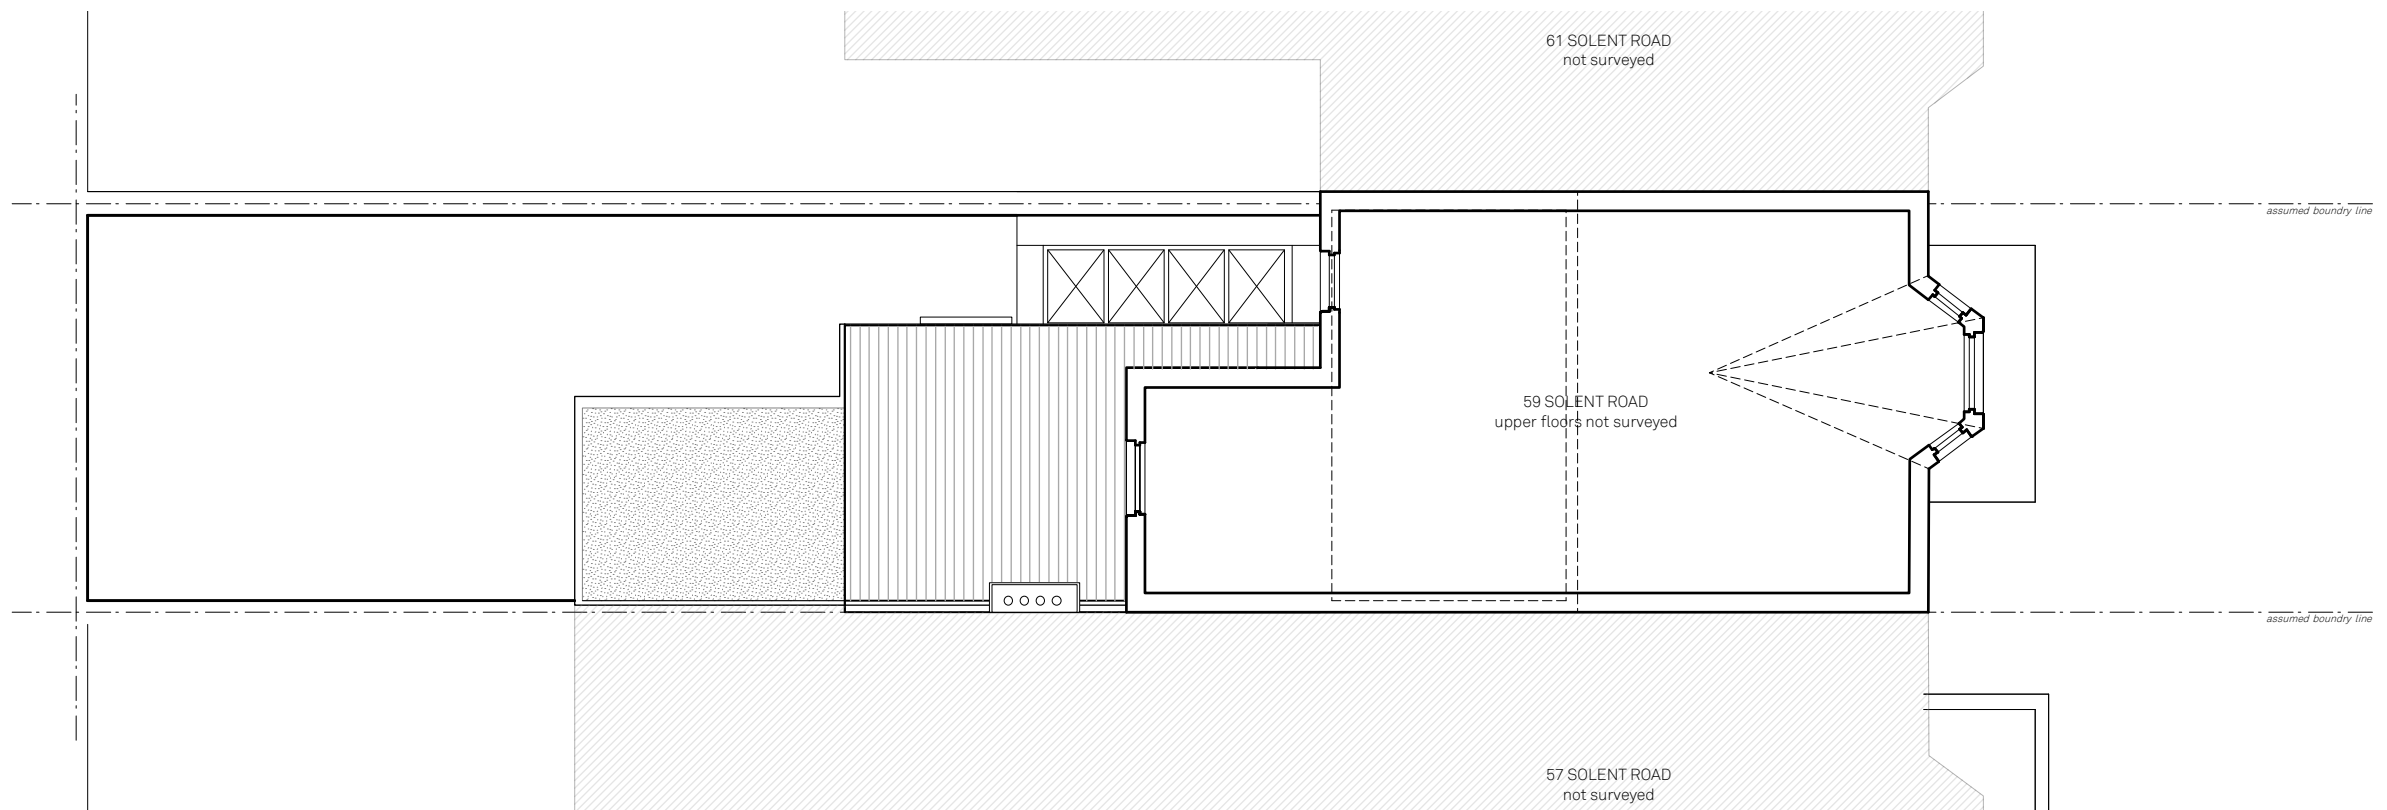 61 SOLENT ROAD
not surveyed
assumed boundry line
59 SOLENT ROAD
upper floors not surveyed
assumed boundry line
57 SOLENT ROAD
not surveyed